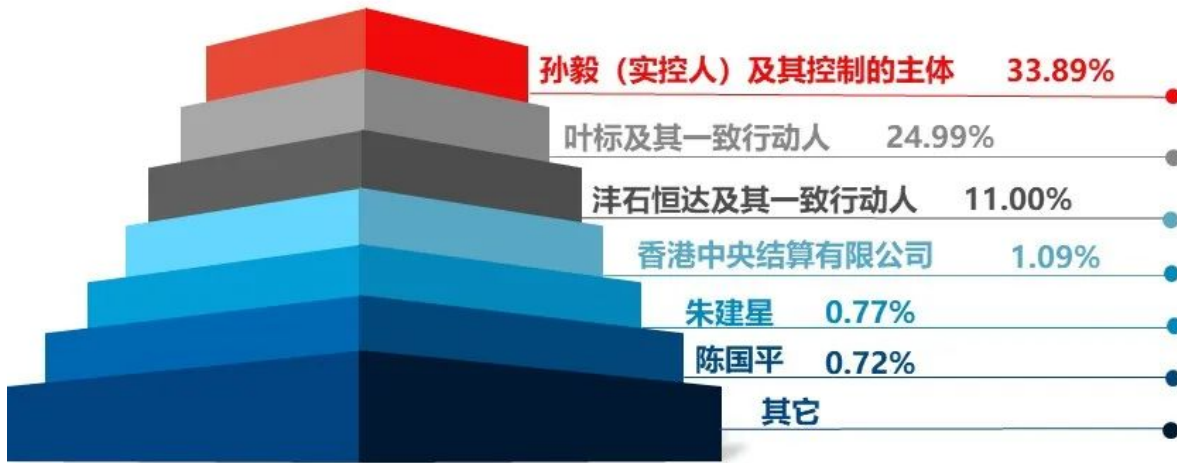 孙毅（实控人）及其控制的主体 33.89%
叶标及其一致行动人 24.99%
沣石恒达及其一致行动人 11.00%
香港中央结算有限公司 1.09%
朱建星 0.77%
陈国平 0.72%
其它